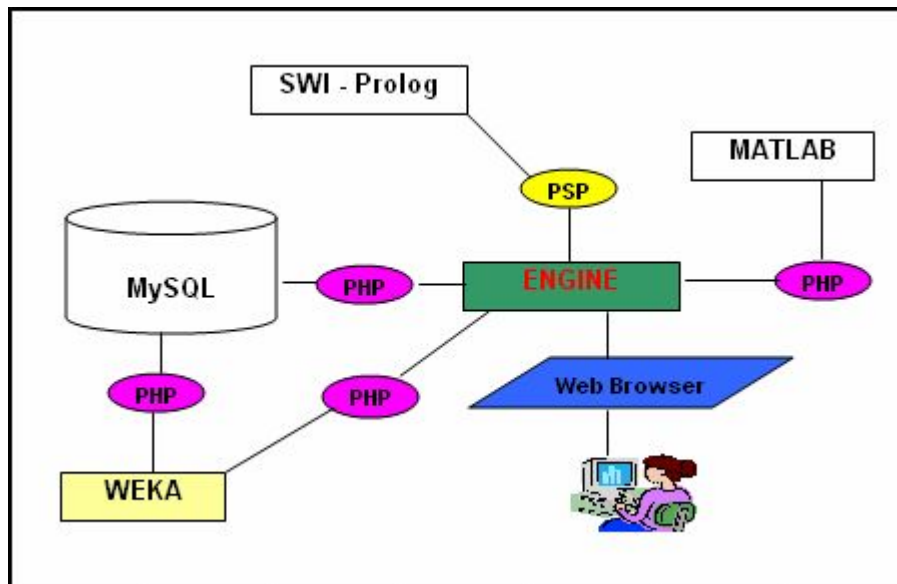 SWI - Prolog
MATLAB
PSP
MySQL
PHP
ENGINE
PHP
PHP
PHP
Web Browser
WEKA